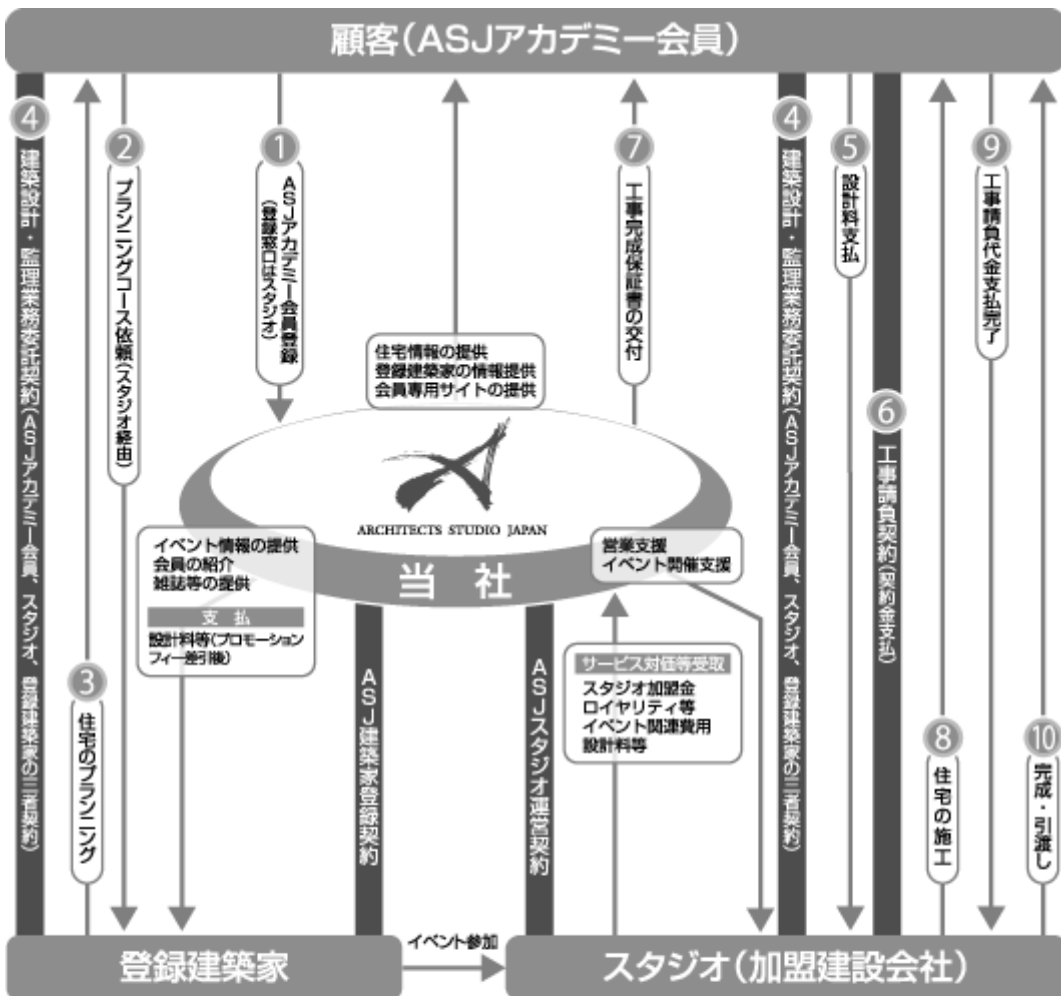 顧客(ASJアカデミー会員)
④
建築設計・監理業務委託契約(ASJアカデミー会員、スタジオ、登録建築家の三者契約)
③
住宅のプランニング
②
プランニングコース依頼(スタジオ経由)
①
ASJアカデミー会員登録
(登録窓口はスタジオ)
住宅情報の提供
登録建築家の情報提供
会員専用サイトの提供
⑦
工事完成保証書の交付
④
建築設計・監理業務委託契約(ASJアカデミー会員、スタジオ、登録建築家の三者契約)
⑤
設計料支払
⑥
工事請負契約(契約金支払)
⑧
住宅の施工
⑨
工事請負代金支払完了
⑩
完成・引渡し
ARCHITECTS STUDIO JAPAN
当社
イベント情報の提供
会員の紹介
雑誌等の提供
支払
設計料等(プロモーション
フィー差引後)
営業支援
イベント開催支援
サービス対価等受取
スタジオ加盟金
ロイヤリティ等
イベント関連費用
設計料等
ASJ建築家登録契約
ASJスタジオ運営契約
登録建築家
イベント参加
スタジオ(加盟建設会社)